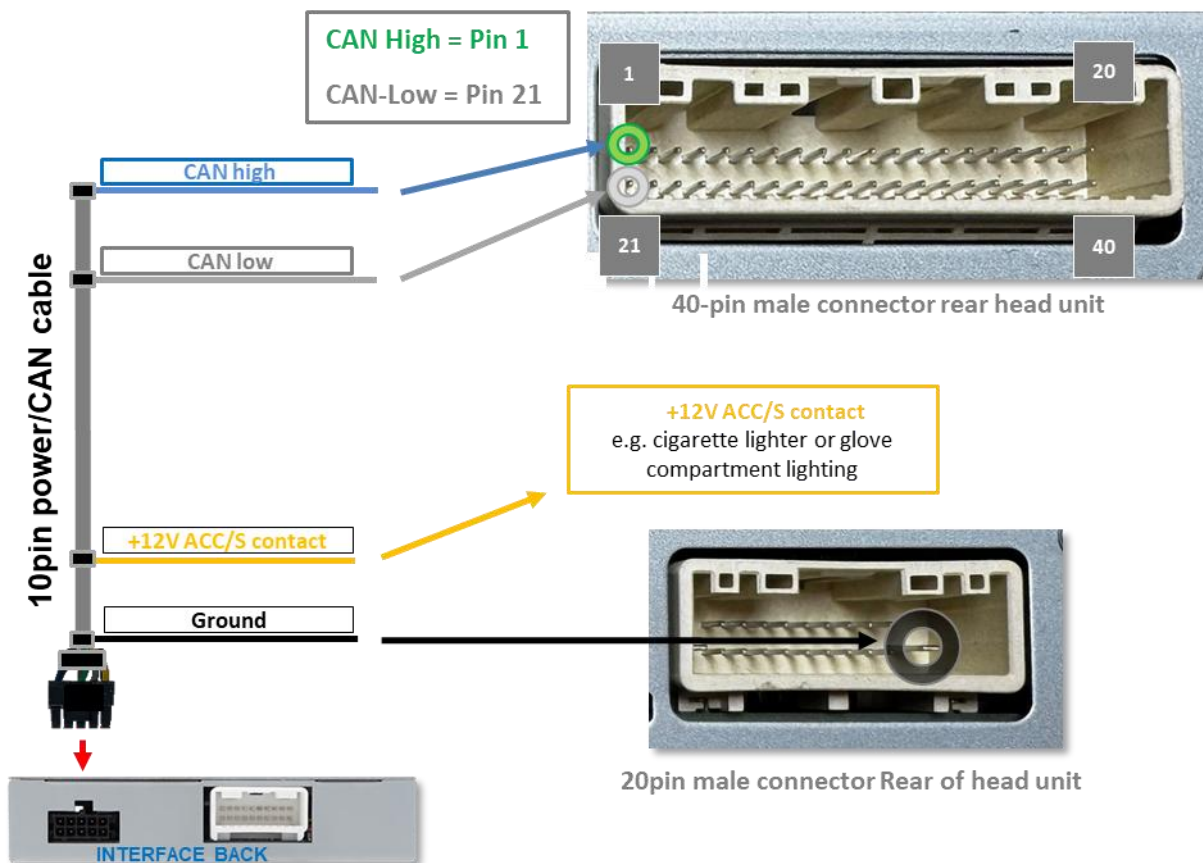 CAN High = Pin 1
CAN-Low = Pin 21
1
20
CAN high
CAN low
21
40
40-pin male connector rear head unit
10pin power/CAN cable
+12V ACC/S contact
e.g. cigarette lighter or glove
compartment lighting
+12V ACC/S contact
Ground
20pin male connector Rear of head unit
INTERFACE BACK